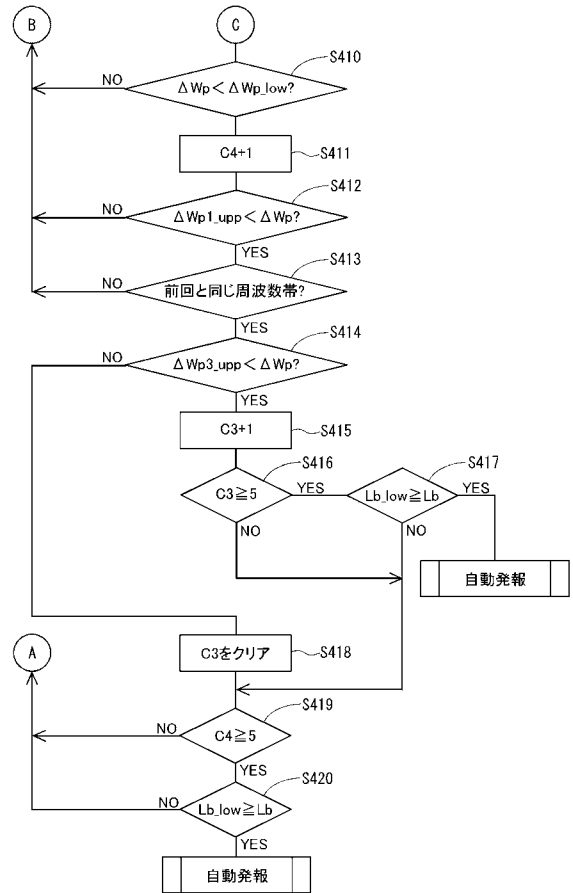 B
C
S410
NO
ΔWp<ΔWp_low?
C4+1
S411
S412
NO
ΔWp1_upp<ΔWp?
YES
S413
NO
前回と同じ周波数帯?
YES
S414
NO
ΔWp3_upp<ΔWp?
YES
C3+1
S415
S416
S417
C3≧5
YES
Lb_low≧Lb
YES
NO
NO
自動発報
A
C3をクリア
S418
S419
NO
C4≧5
YES
S420
NO
Lb_low≧Lb
YES
自動発報